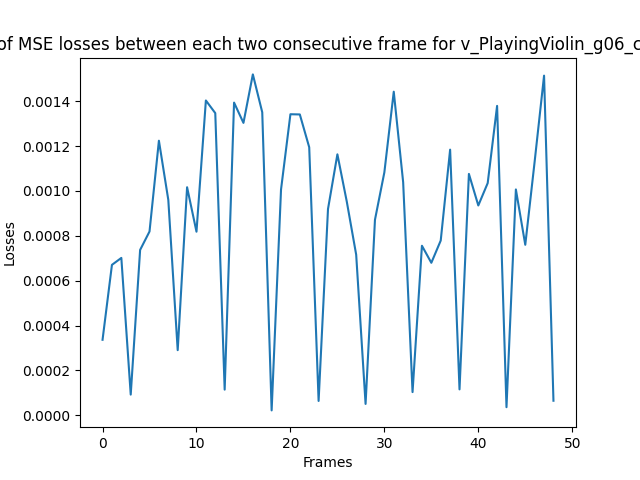 of MSE losses between each two consecutive frame for v_PlayingViolin_g06_c
0.0014
0.0012
0.0010
0.0008
0.0006
0.0004
0.0002
0.0000
Losses
0 10 20 30 40 50
Frames